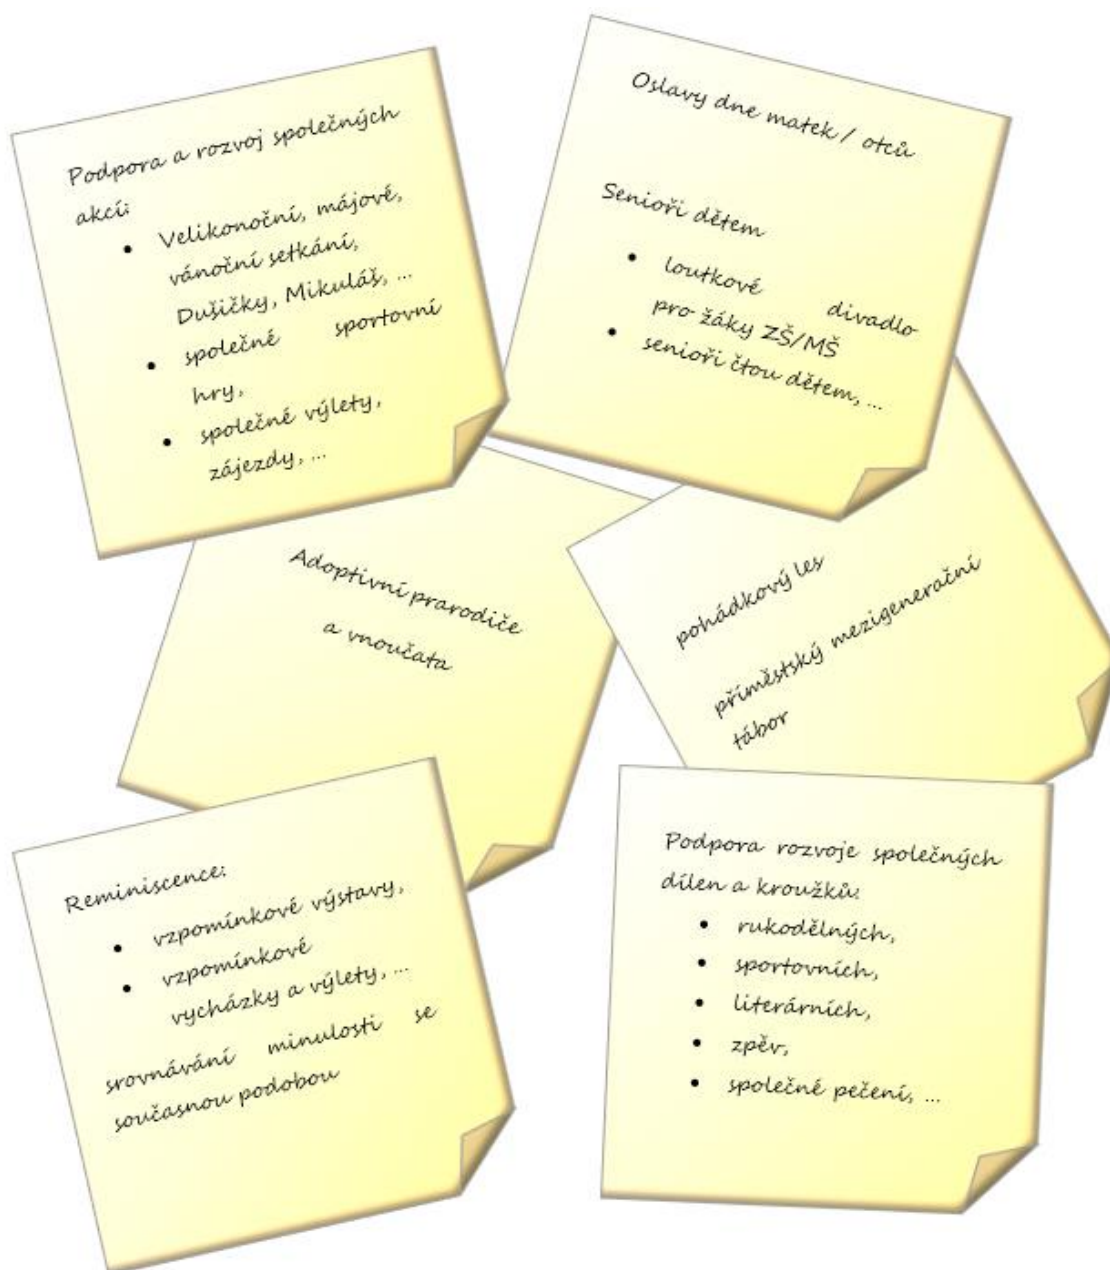 Podpora a rozvoj společných
akcí:
• Velikonoční, májové,
vánoční setkání,
Dušičky, Mikuláš, ...
• společné sportovní
hry,
• společné výlety,
zájezdy, ...
Oslavy dne matek / otců
Senioři dětem
• loutkové divadlo
pro žáky ZŠ/MŠ
• senioři čtou dětem, ...
Adoptivní prarodiče
a vnoučata
pohádkový les
příměstský mezigenerační
tábor
Reminiscence:
• vzpomínkové výstavy,
• vzpomínkové
vycházky a výlety, ...
srovnávání minulosti se
současnou podobou
Podpora rozvoje společných
dílen a kroužků:
• rukodělných,
• sportovních,
• literárních,
• zpěv,
• společné pečení, ...